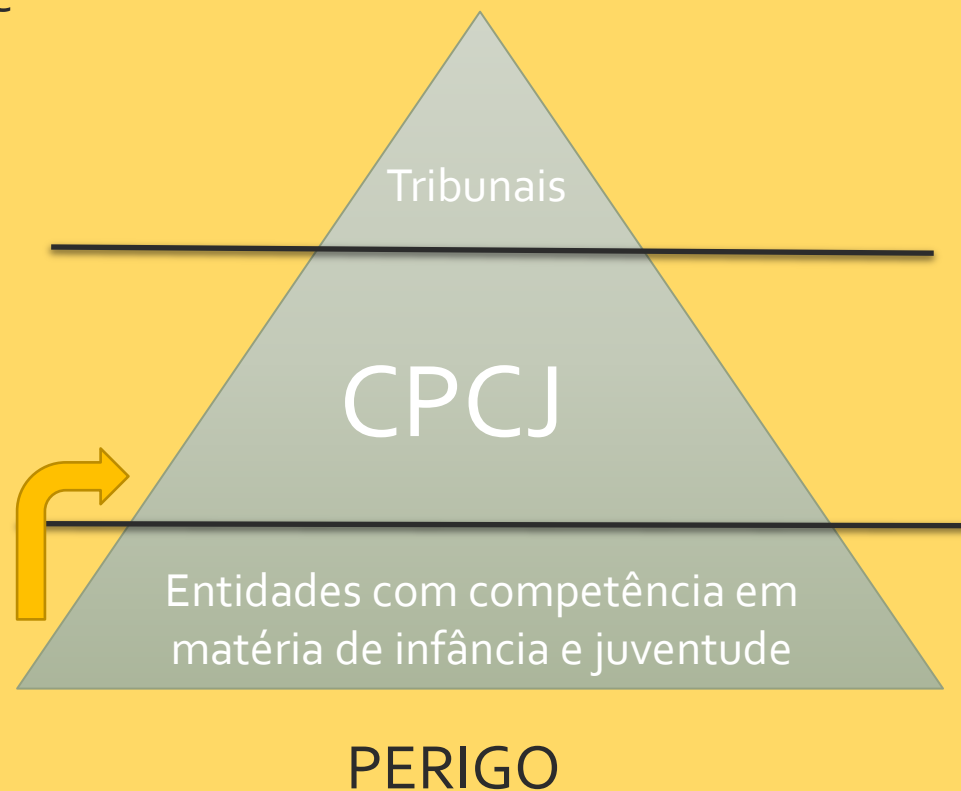 Tribunais
CPCJ
Entidades com competência em
matéria de infância e juventude
PERIGO